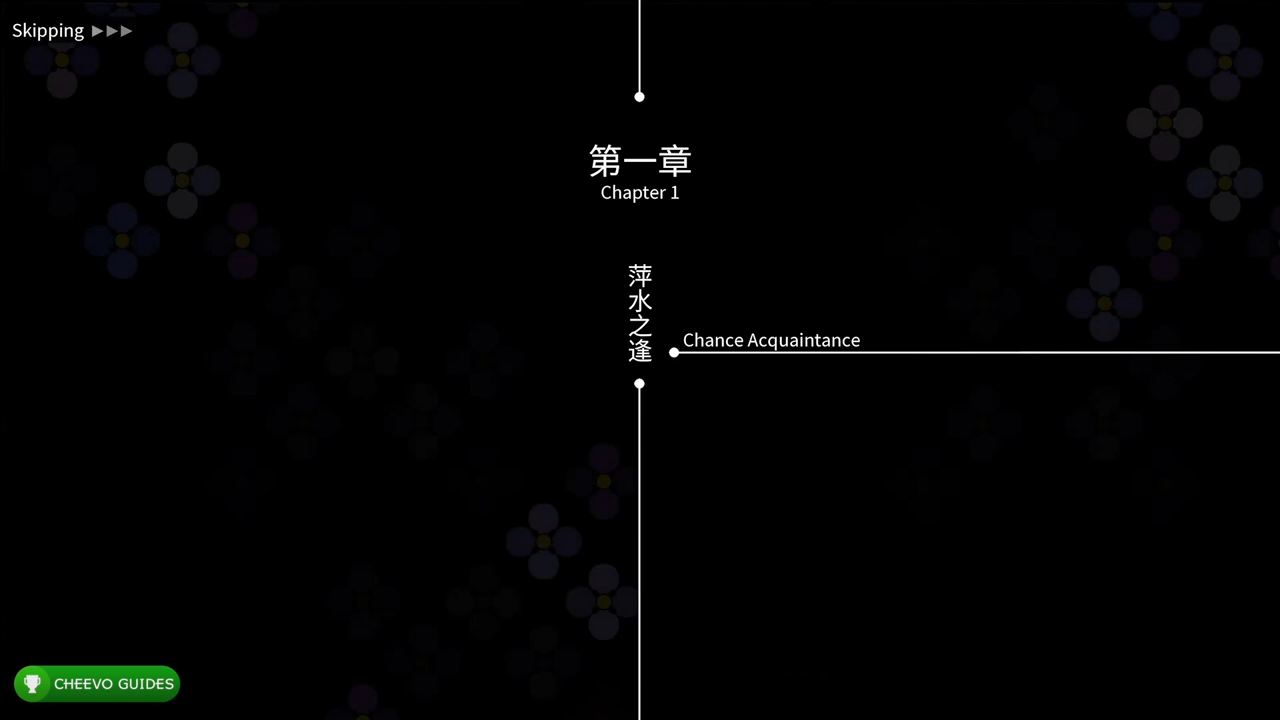 Skipping
第一章
Chapter 1
萍水之逢
Chance Acquaintance
CHEEVO GUIDES